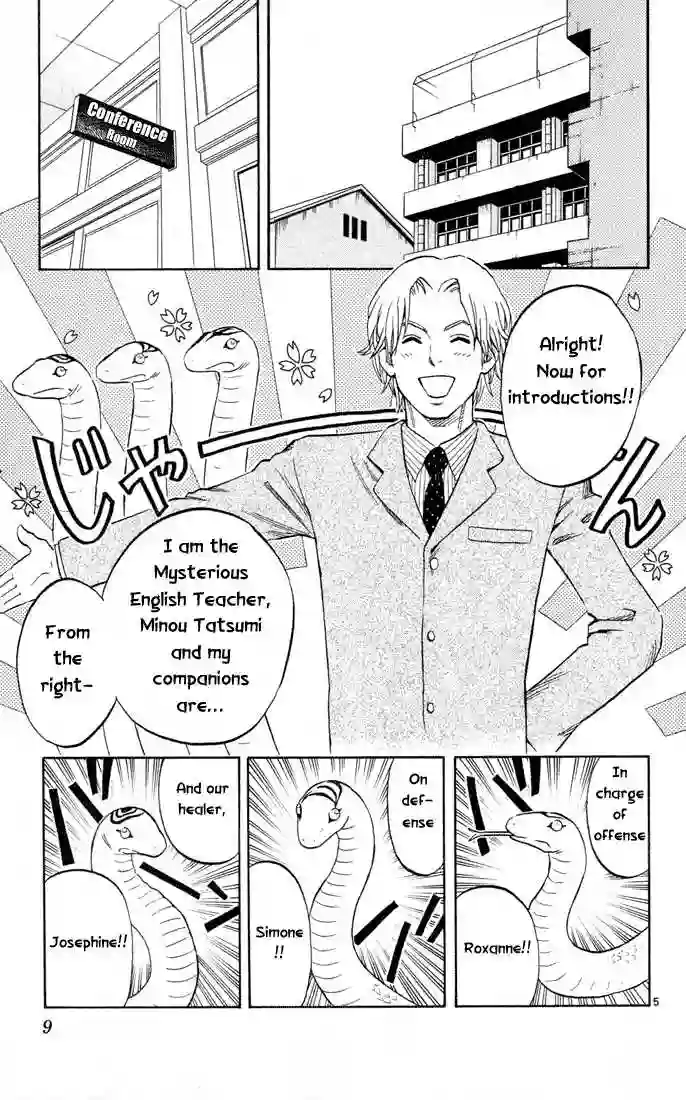 Conference
Room
Alright!
Now for
introductions!!
じゃーん
I am the
Mysterious
English Teacher,
Minou Tatsumi
and my
companions
are...
From
the
right-
In
charge
of
offense
Roxanne!!
On
def-
ense
Simone
!!
And our
healer,
Josephine!!
5
9